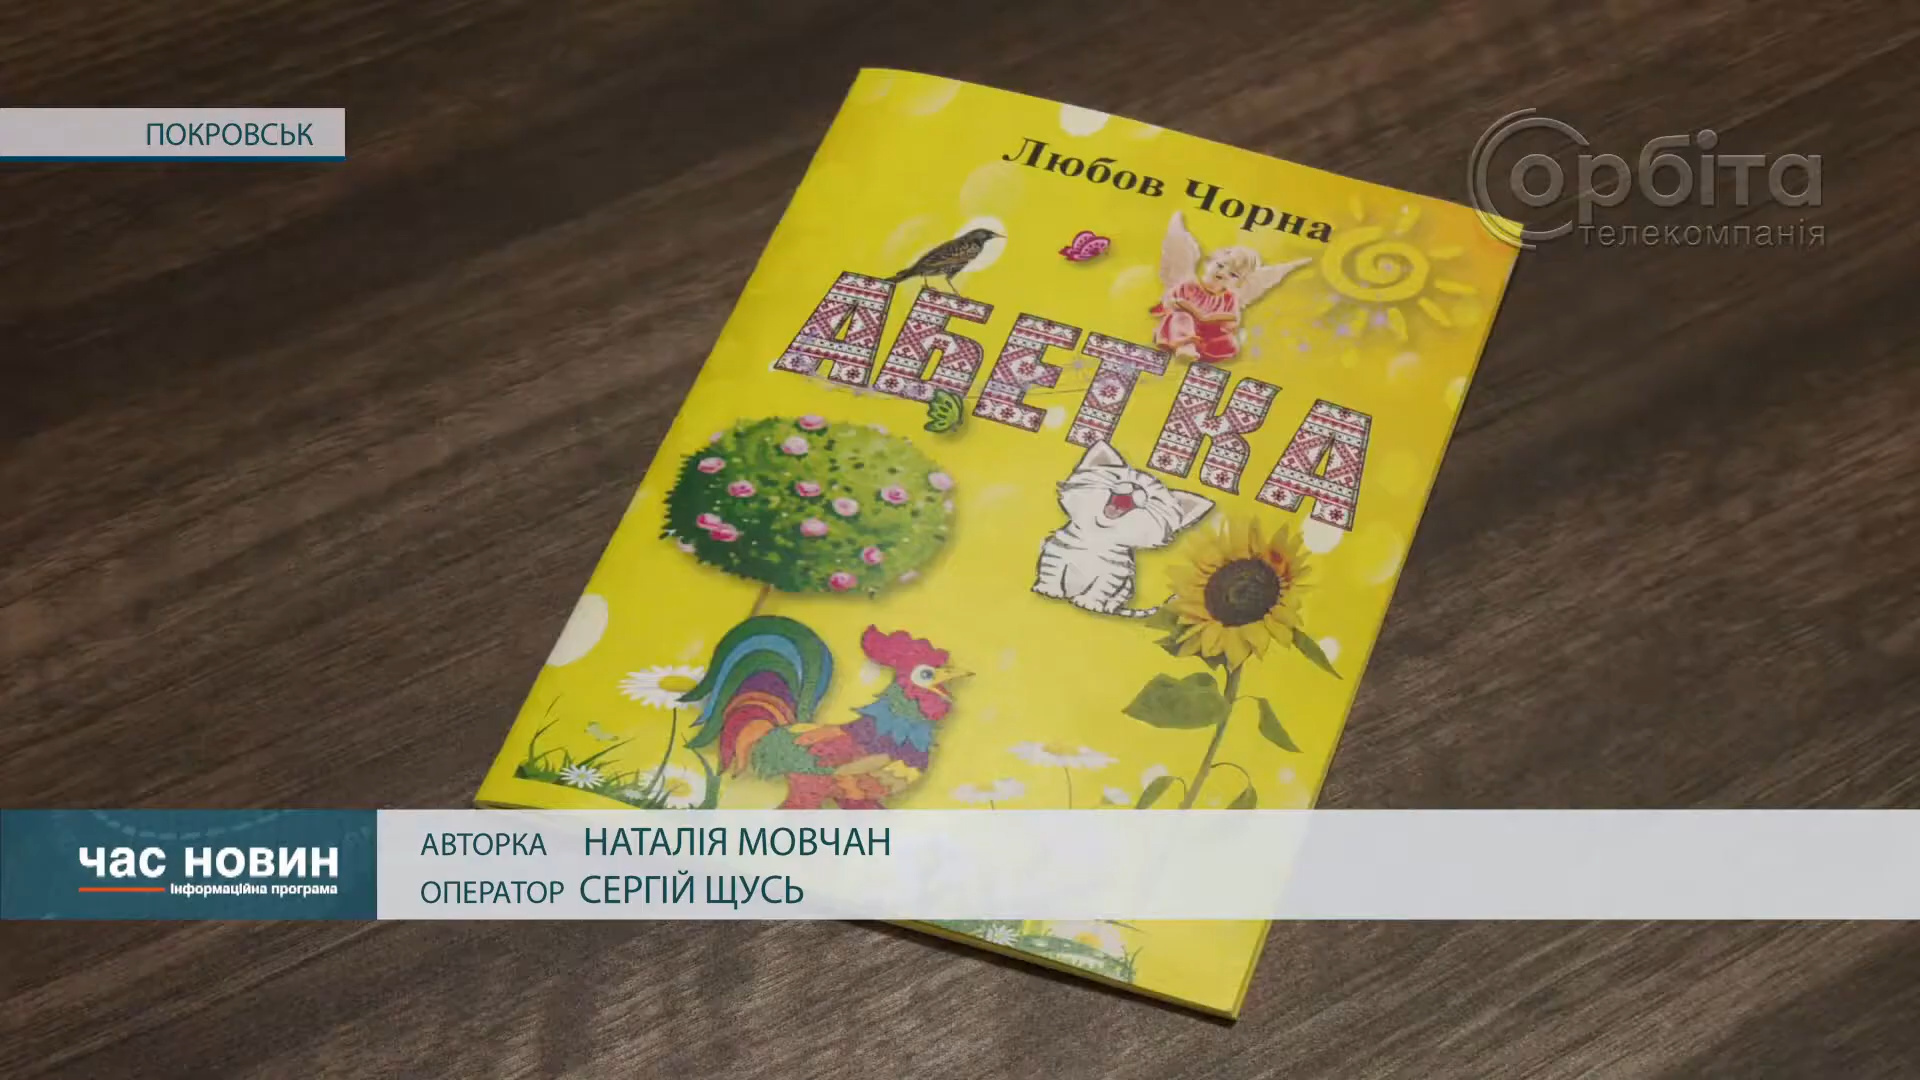 ПОКРОВСЬК
орбіта
телекомпанія
Любов Чорна
АБЕТКА
час новин
інформаційна програма
АВТОРКА НАТАЛІЯ МОВЧАН
ОПЕРАТОР СЕРГІЙ ЩУСЬ